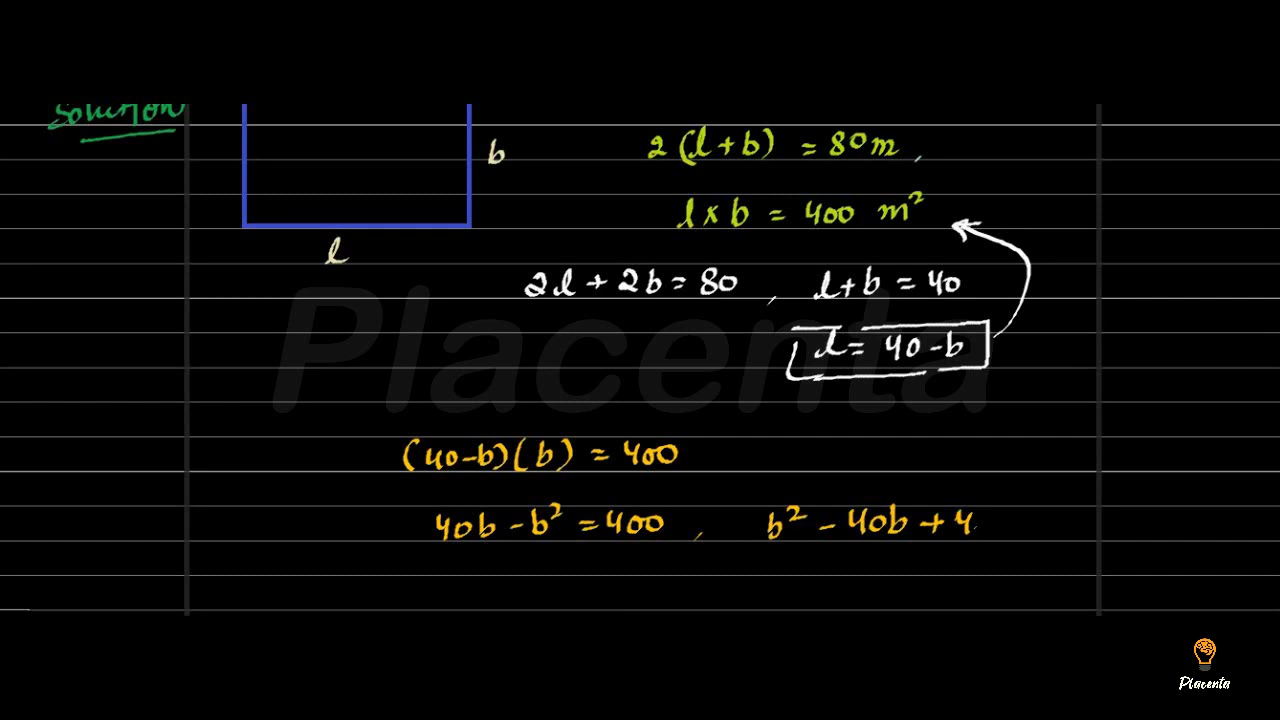 Solution
b
2(l+b) = 80m,
l × b = 400 m²
l
2l + 2b = 80, l+b = 40
l = 40-b
Placenta
(40-b)(b) = 400
40b - b² = 400, b² - 40b + 4
Placenta